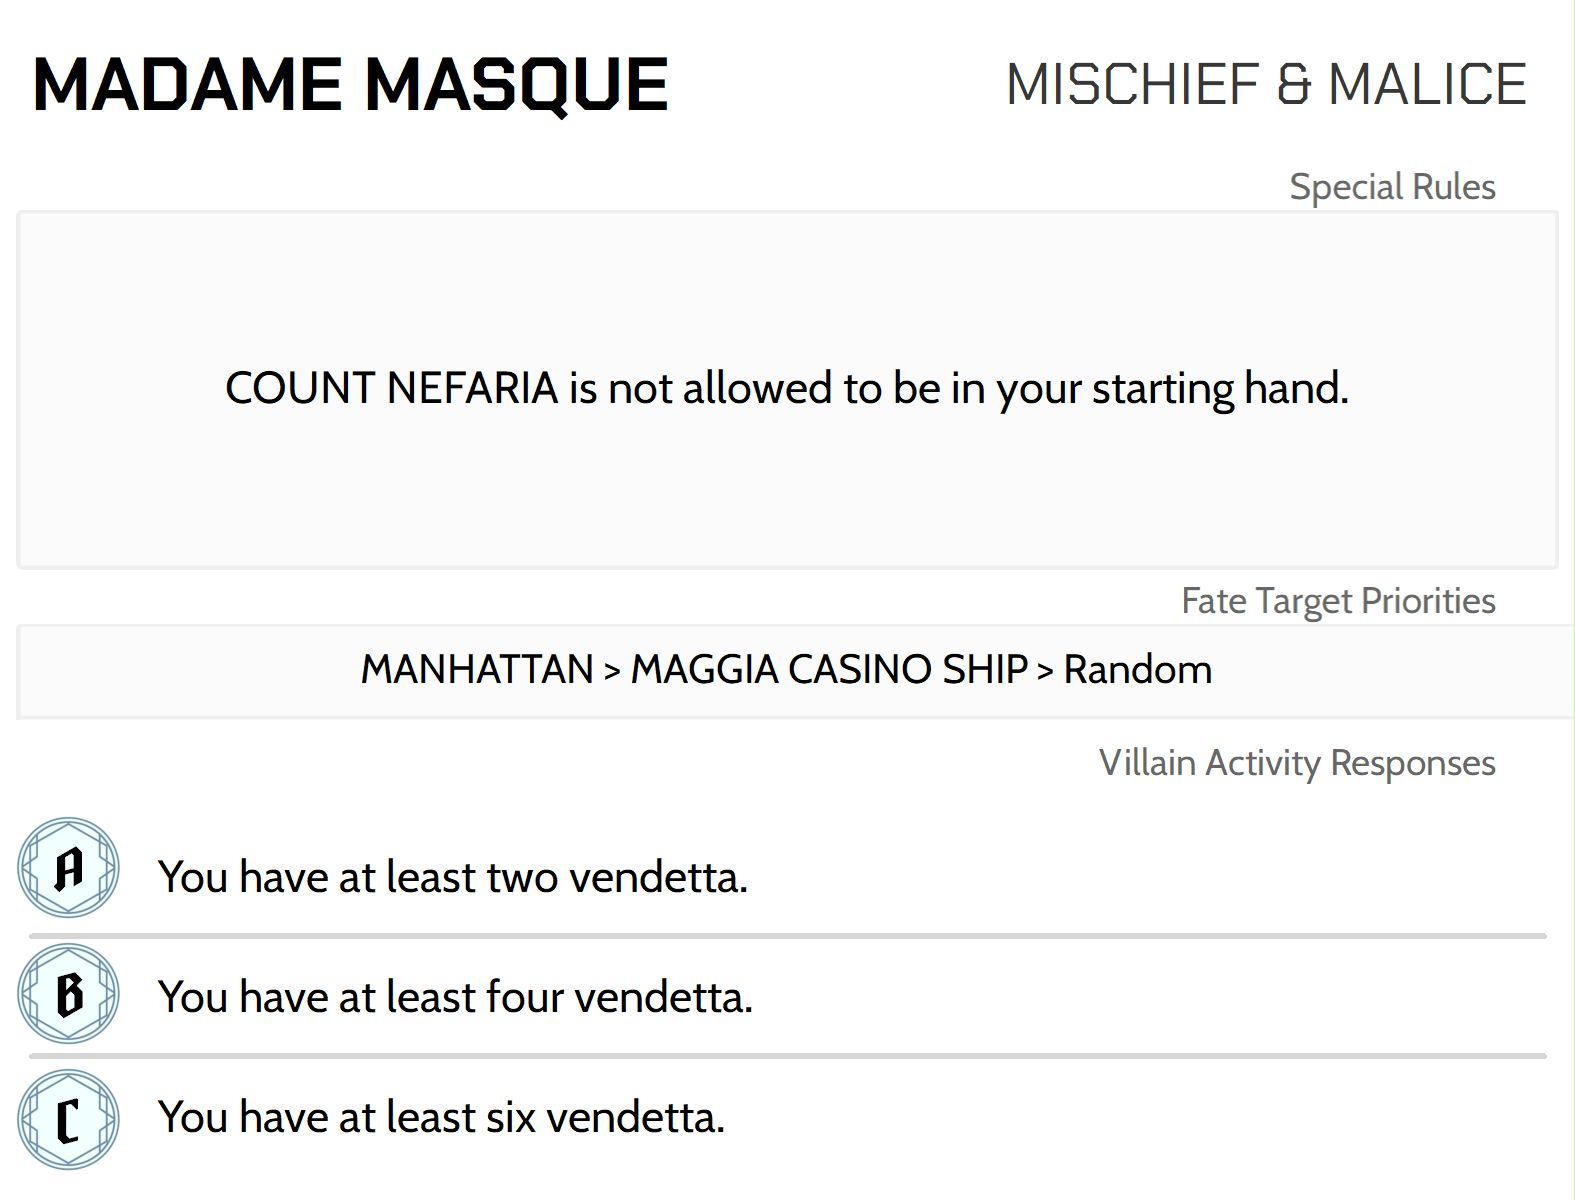 MADAME MASQUE
MISCHIEF & MALICE
Special Rules
COUNT NEFARIA is not allowed to be in your starting hand.
Fate Target Priorities
MANHATTAN > MAGGIA CASINO SHIP > Random
Villain Activity Responses
A You have at least two vendetta.
B You have at least four vendetta.
C You have at least six vendetta.